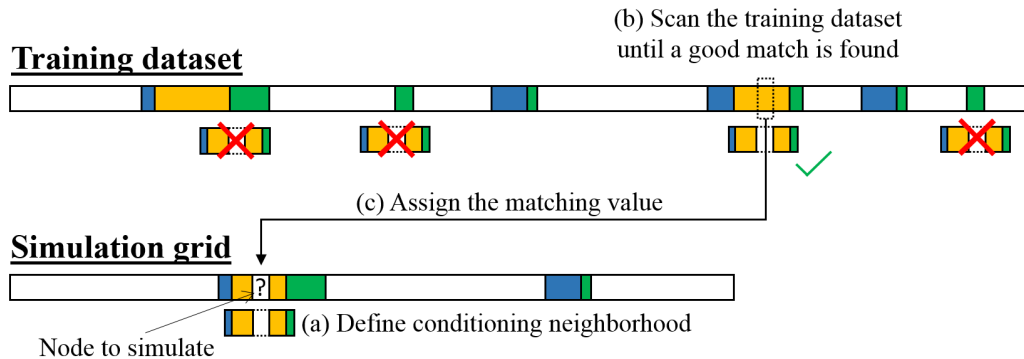 (b) Scan the training dataset
until a good match is found
Training dataset
(c) Assign the matching value
Simulation grid
?
(a) Define conditioning neighborhood
Node to simulate